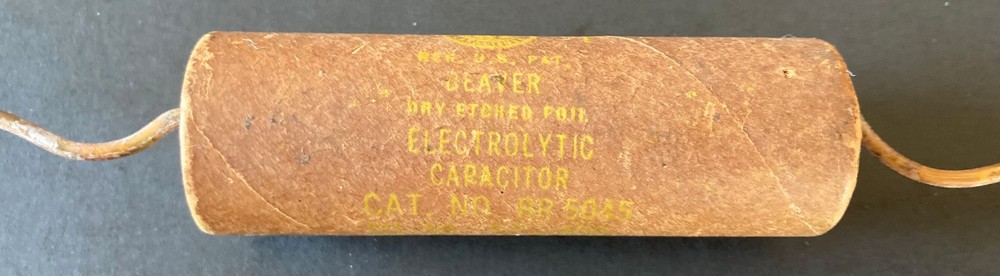 REG. U.S. PAT.
BEAVER
DRY ETCHED FOIL
ELECTROLYTIC
CAPACITOR
CAT. NO. BR 5045